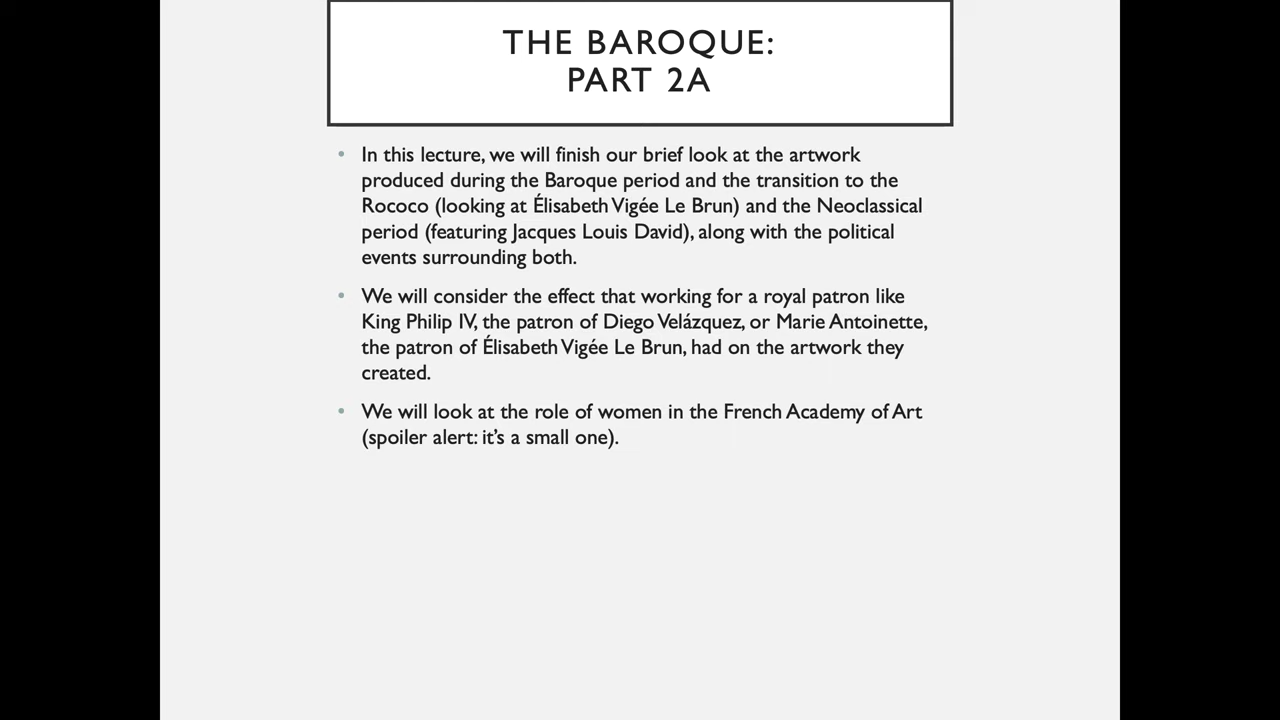 THE BAROQUE:
PART 2A
• In this lecture, we will finish our brief look at the artwork
produced during the Baroque period and the transition to the
Rococo (looking at Élisabeth Vigée Le Brun) and the Neoclassical
period (featuring Jacques Louis David), along with the political
events surrounding both.
• We will consider the effect that working for a royal patron like
King Philip IV, the patron of Diego Velázquez, or Marie Antoinette,
the patron of Élisabeth Vigée Le Brun, had on the artwork they
created.
• We will look at the role of women in the French Academy of Art
(spoiler alert: it’s a small one).